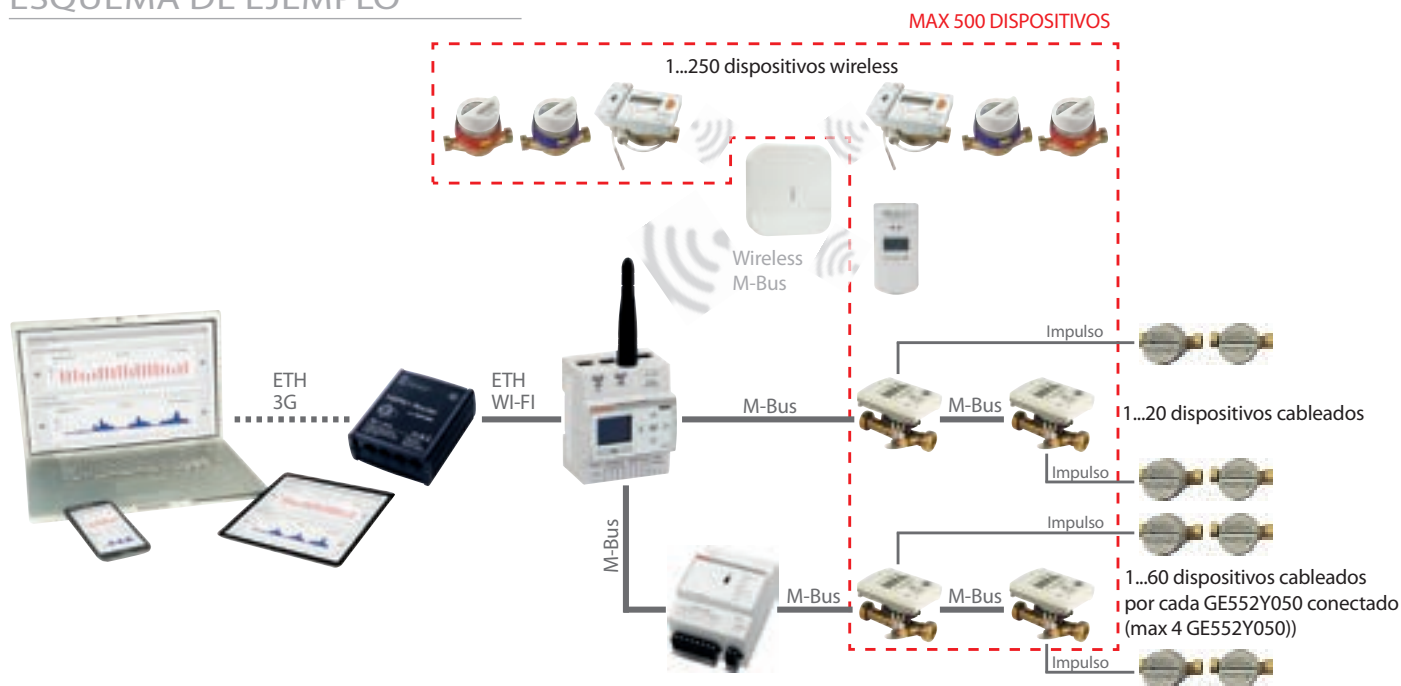 ESQUEMA DE EJEMPLO
MAX 500 DISPOSITIVOS
1...250 dispositivos wireless
Wireless
M-Bus
ETH
3G
ETH
WI-FI
M-Bus
M-Bus
Impulso
1...20 dispositivos cableados
Impulso
M-Bus
M-Bus
M-Bus
Impulso
1...60 dispositivos cableados
por cada GE552Y050 conectado
(max 4 GE552Y050))
Impulso